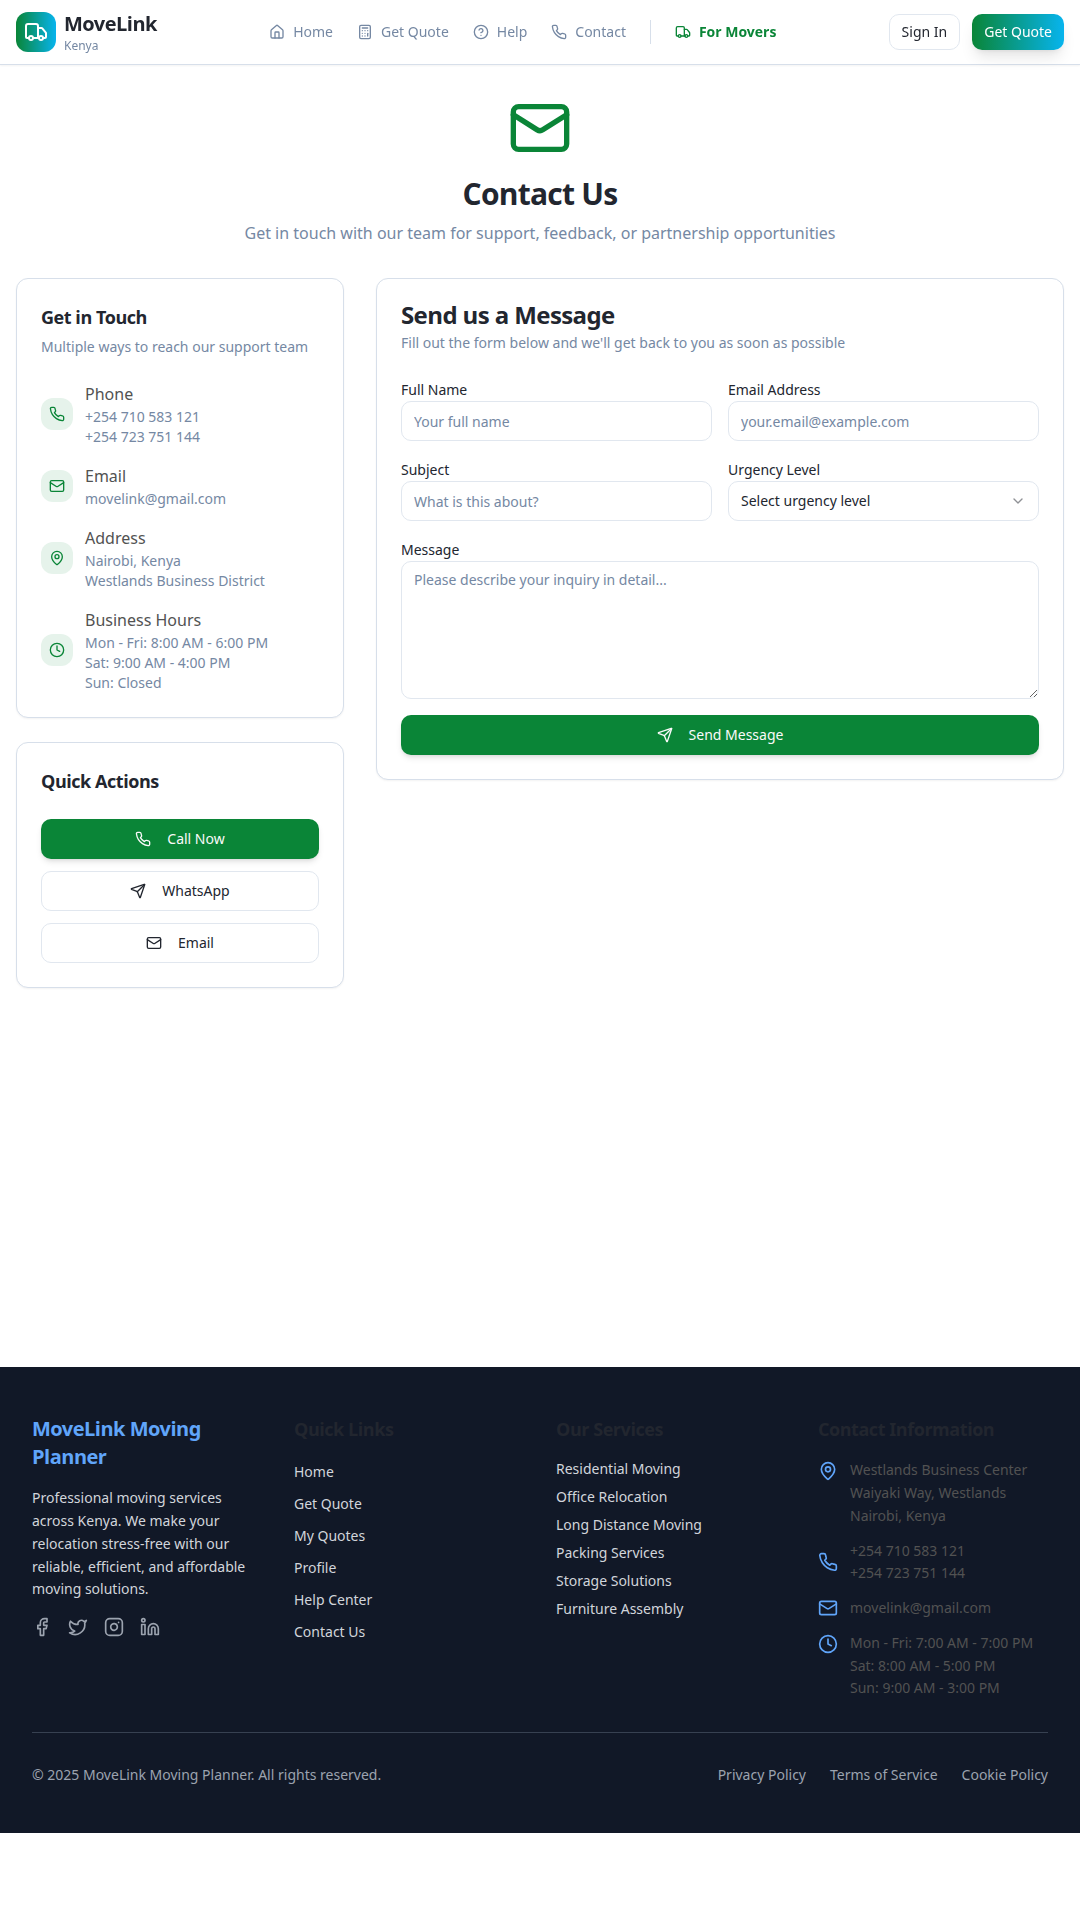 MoveLink
Kenya
Home
Get Quote
Help
Contact
For Movers
Sign In
Get Quote
Contact Us
Get in touch with our team for support, feedback, or partnership opportunities
Get in Touch
Multiple ways to reach our support team
Phone
+254 710 583 121
+254 723 751 144
Email
movelink@gmail.com
Address
Nairobi, Kenya
Westlands Business District
Business Hours
Mon - Fri: 8:00 AM - 6:00 PM
Sat: 9:00 AM - 4:00 PM
Sun: Closed
Quick Actions
Call Now
WhatsApp
Email
Send us a Message
Fill out the form below and we'll get back to you as soon as possible
Full Name
Your full name
Email Address
your.email@example.com
Subject
What is this about?
Urgency Level
Select urgency level
Message
Please describe your inquiry in detail...
Send Message
MoveLink Moving
Planner
Professional moving services
across Kenya. We make your
relocation stress-free with our
reliable, efficient, and affordable
moving solutions.
Quick Links
Home
Get Quote
My Quotes
Profile
Help Center
Contact Us
Our Services
Residential Moving
Office Relocation
Long Distance Moving
Packing Services
Storage Solutions
Furniture Assembly
Contact Information
Westlands Business Center
Waiyaki Way, Westlands
Nairobi, Kenya
+254 710 583 121
+254 723 751 144
movelink@gmail.com
Mon - Fri: 7:00 AM - 7:00 PM
Sat: 8:00 AM - 5:00 PM
Sun: 9:00 AM - 3:00 PM
© 2025 MoveLink Moving Planner. All rights reserved.
Privacy Policy
Terms of Service
Cookie Policy